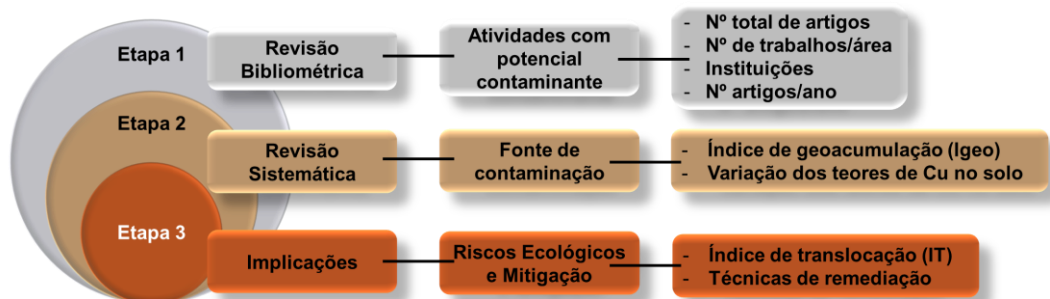 Etapa 1
Revisão
Bibliométrica
Atividades com
potencial
contaminante
- Nº total de artigos
- Nº de trabalhos/área
- Instituições
- Nº artigos/ano
Etapa 2
Revisão
Sistemática
Fonte de
contaminação
- Índice de geoacumulação (Igeo)
- Variação dos teores de Cu no solo
Etapa 3
Implicações
Riscos Ecológicos
e Mitigação
- Índice de translocação (IT)
- Técnicas de remediação